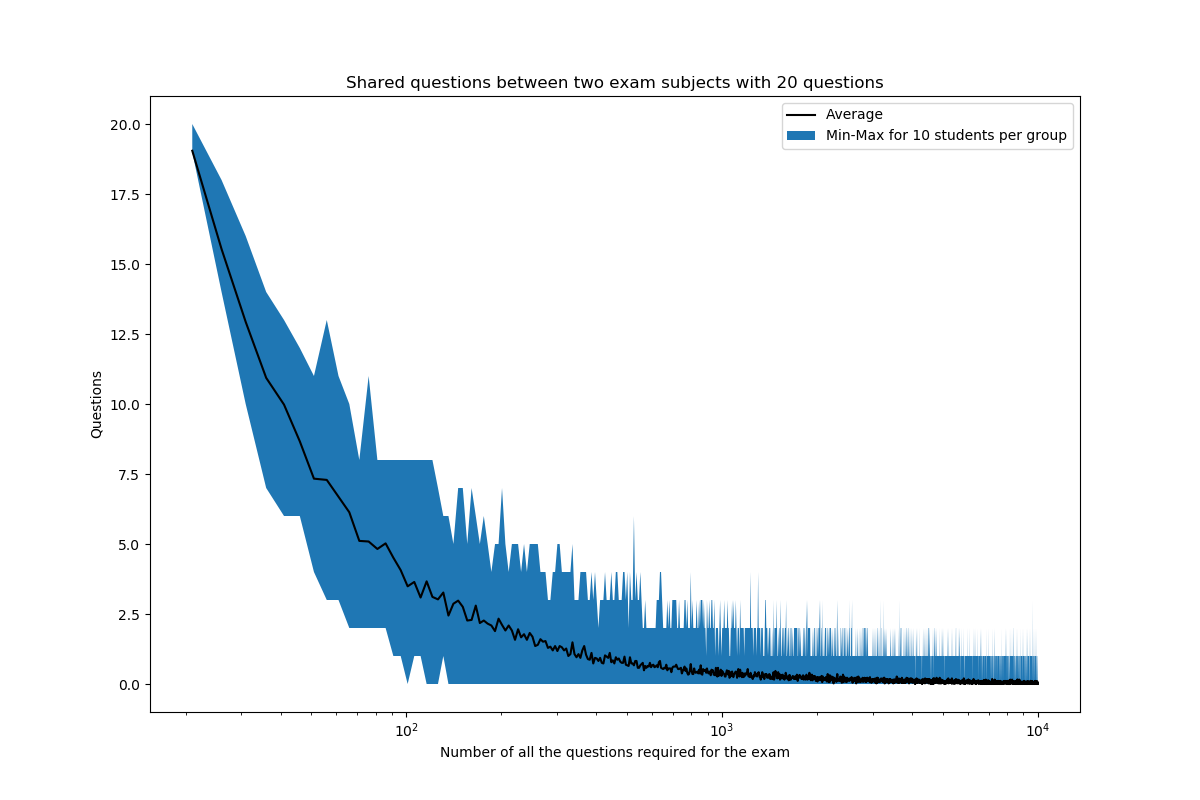 Shared questions between two exam subjects with 20 questions
Average
Min-Max for 10 students per group
20.0
17.5
15.0
12.5
10.0
7.5
5.0
2.5
0.0
Questions
10²
10³
10⁴
Number of all the questions required for the exam